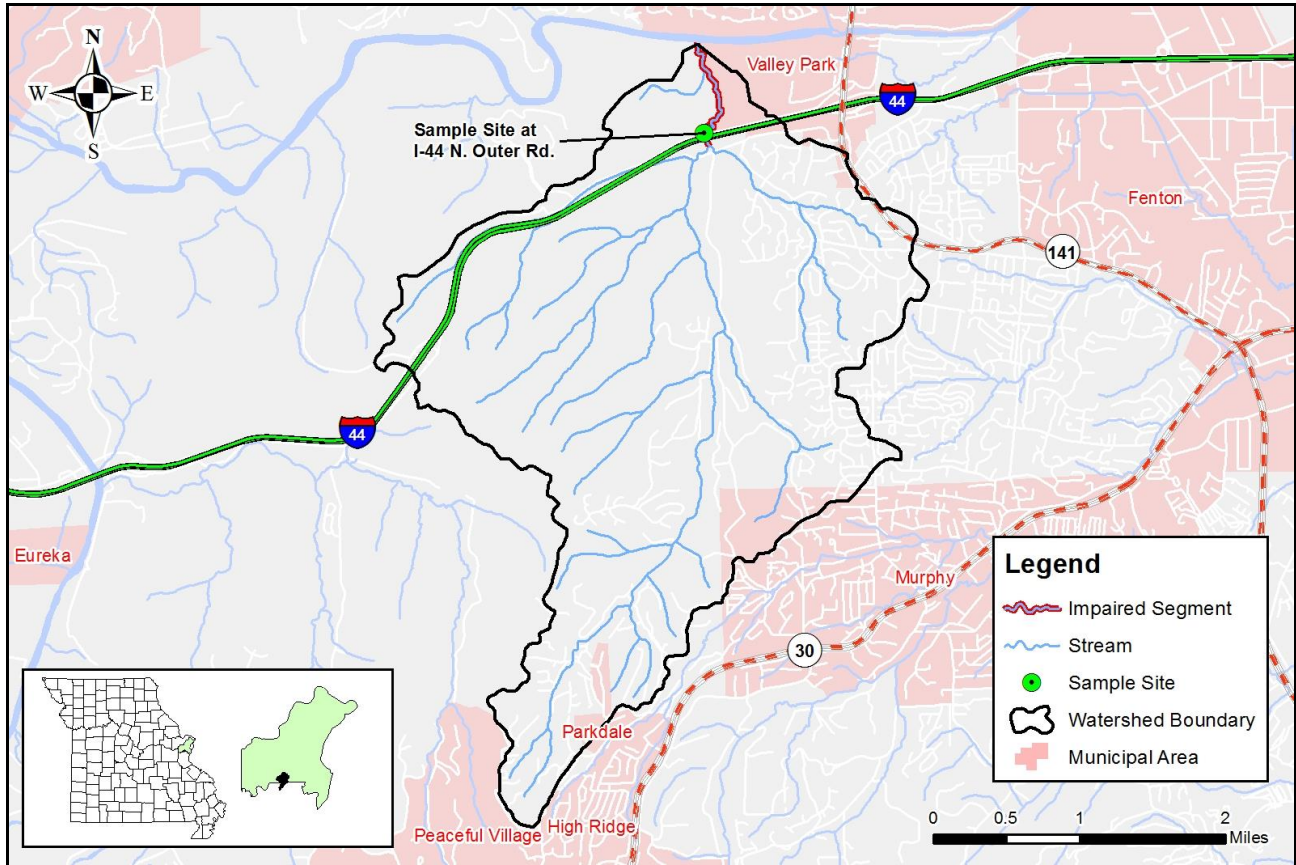 N
W
E
S
Valley Park
44
Sample Site at
I-44 N. Outer Rd.
Fenton
141
44
Eureka
Murphy
30
Parkdale
Peaceful Village
High Ridge
Legend
Impaired Segment
Stream
Sample Site
Watershed Boundary
Municipal Area
0 0.5 1 2
Miles